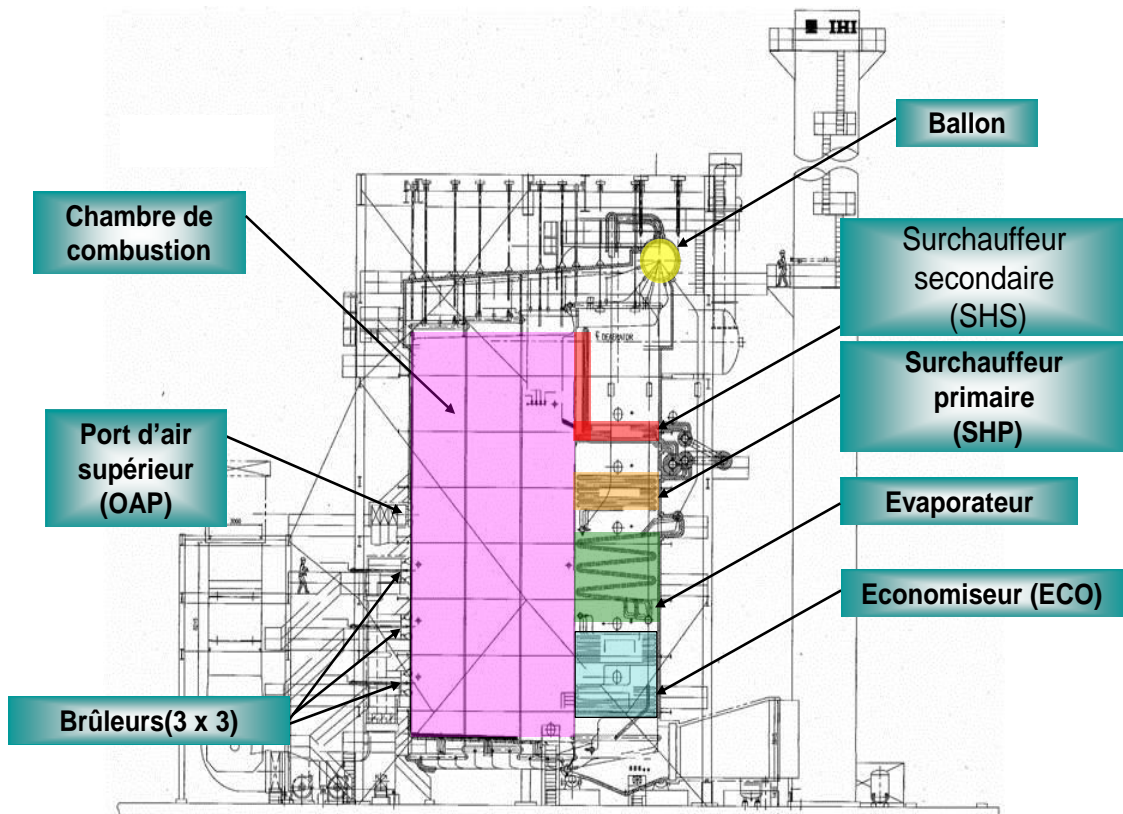 IHI
Ballon
Chambre de
combustion
Surchauffeur
secondaire
(SHS)
Surchauffeur
primaire
(SHP)
Port d'air
supérieur
(OAP)
Evaporateur
Economiseur (ECO)
Brûleurs(3 x 3)